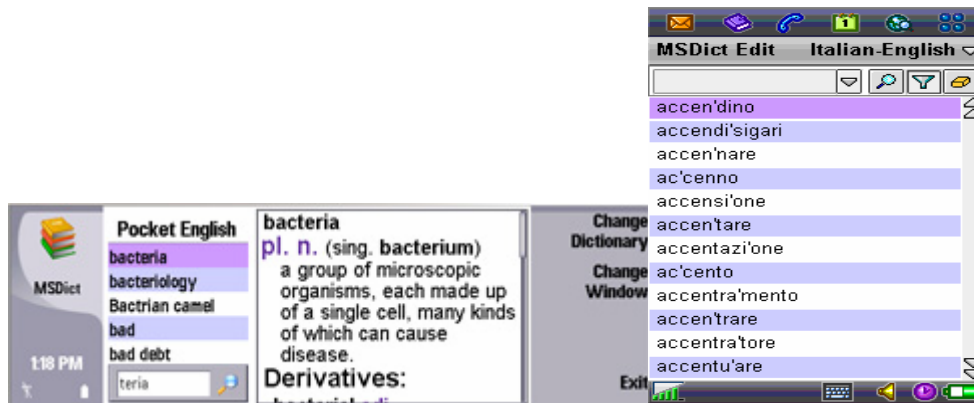 MSDict
1:18 PM
Pocket English
bacteria
bacteriology
Bactrian camel
bad
bad debt
teria
bacteria
pl. n. (sing. bacterium)
a group of microscopic
organisms, each made up
of a single cell, many kinds
of which can cause
disease.
Derivatives:
Change
Dictionary
Change
Window
Exit
1
MSDict Edit Italian-English
accen'dino
accendi'sigari
accen'nare
ac'cenno
accensi'one
accen'tare
accentazi'one
ac'cento
accentra'mento
accen'trare
accentra'tore
accentu'are